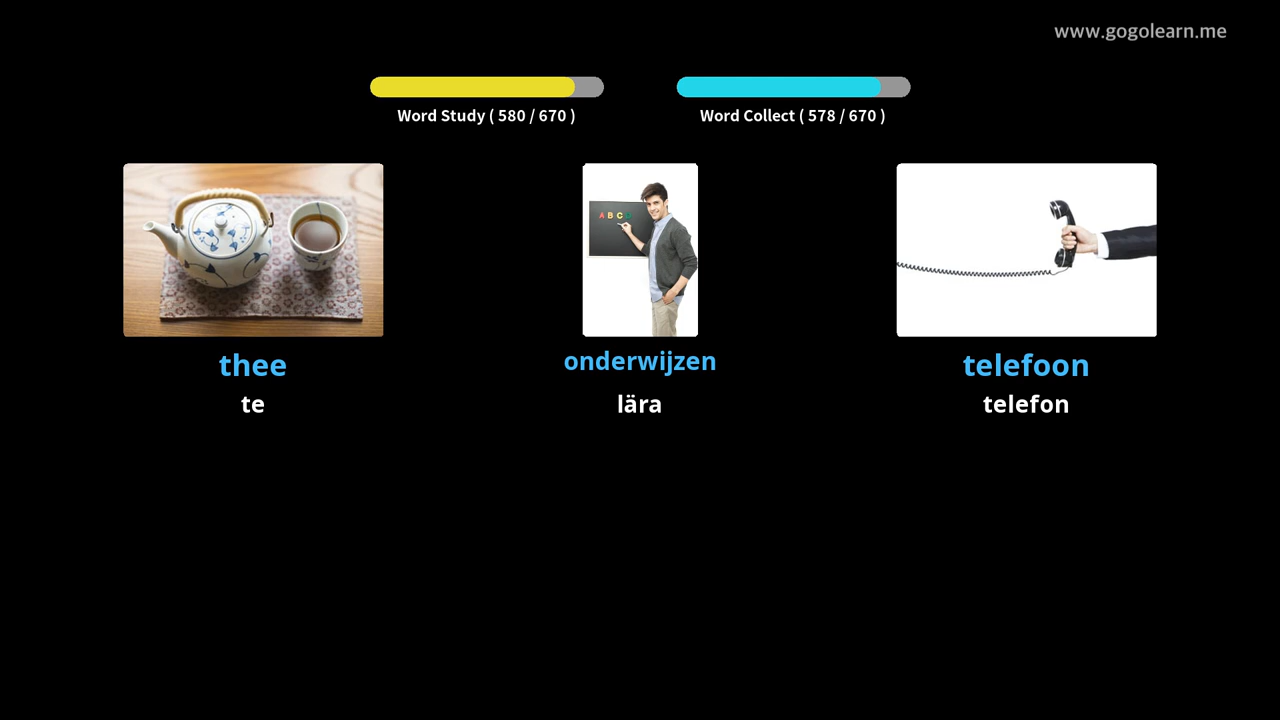 www.gogolearn.me
Word Study ( 580 / 670 )
Word Collect ( 578 / 670 )
A B C D
thee
onderwijzen
telefoon
te
lära
telefon